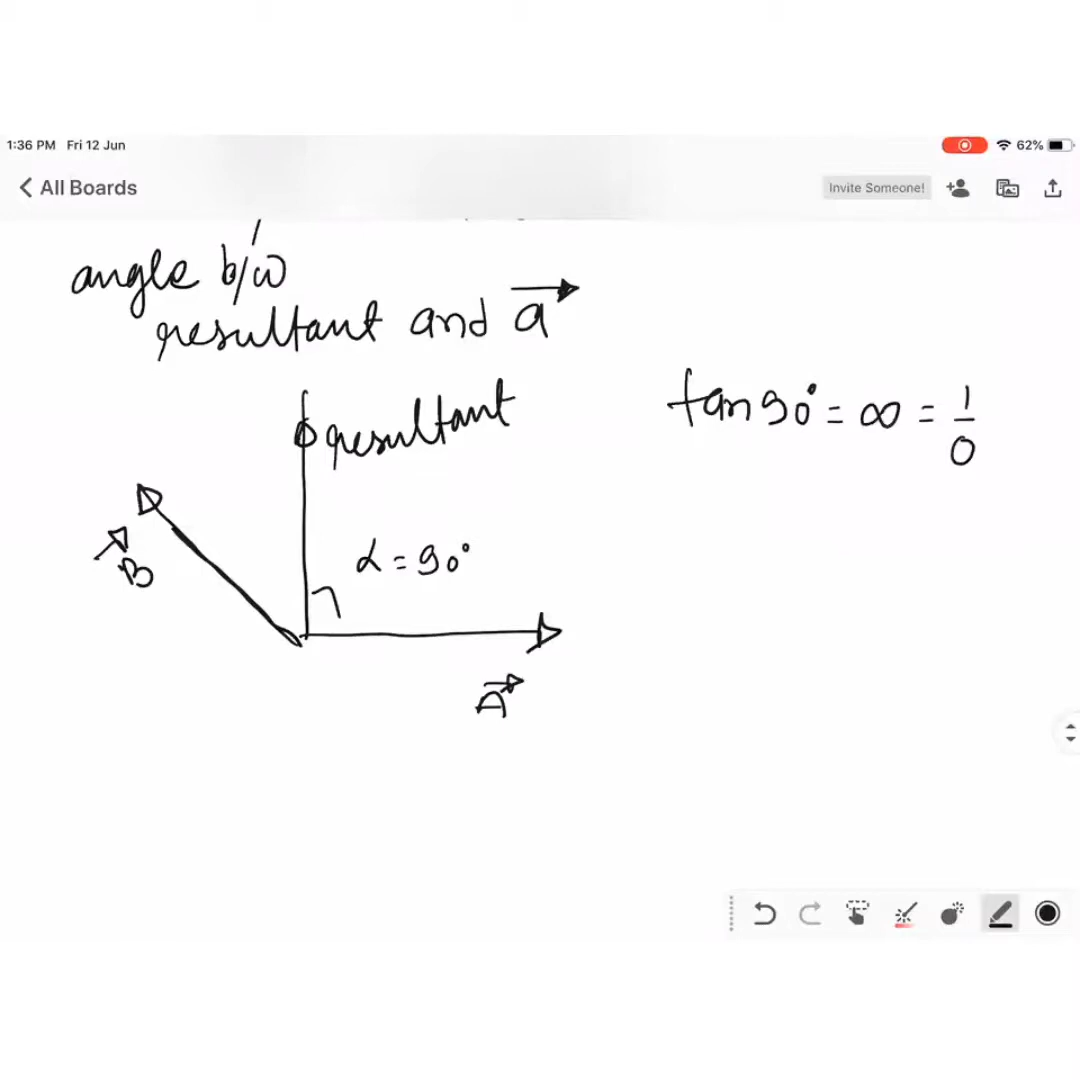 1:36 PM Fri 12 Jun
62%
All Boards
Invite Someone!
angle b/w
resultant and a
resultant
tan 90° = ∞ = 1/0
B
α = 90°
A